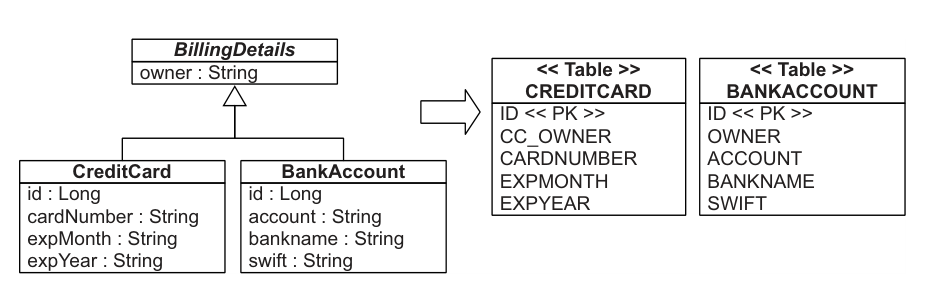 BillingDetails
owner : String
CreditCard
id : Long
cardNumber : String
expMonth : String
expYear : String
BankAccount
id : Long
account : String
bankname : String
swift : String
<< Table >>
CREDITCARD
ID << PK >>
CC_OWNER
CARDNUMBER
EXPMONTH
EXPYEAR
<< Table >>
BANKACCOUNT
ID << PK >>
OWNER
ACCOUNT
BANKNAME
SWIFT